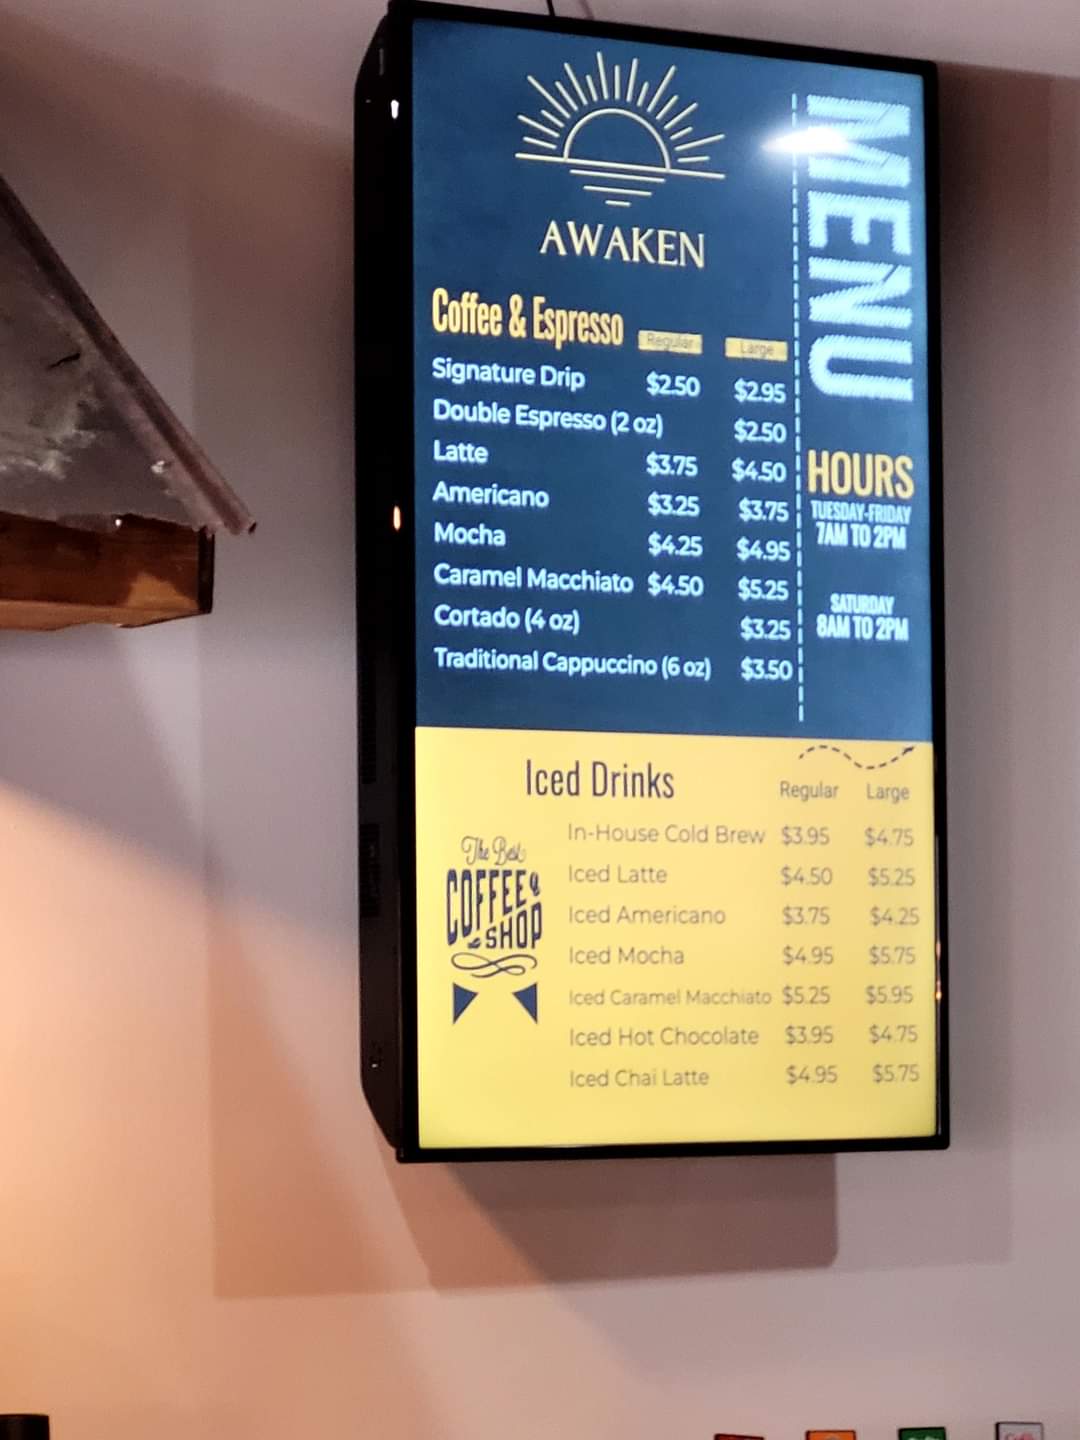 AWAKEN
MENU
Coffee & Espresso Regular Large
Signature Drip $2.50 $2.95
Double Espresso (2 oz) $2.50
Latte $3.75 $4.50
Americano $3.25 $3.75
Mocha $4.25 $4.95
Caramel Macchiato $4.50 $5.25
Cortado (4 oz) $3.25
Traditional Cappuccino (6 oz) $3.50
HOURS
TUESDAY-FRIDAY
7AM TO 2PM
SATURDAY
8AM TO 2PM
Iced Drinks Regular Large
In-House Cold Brew $3.95 $4.75
Iced Latte $4.50 $5.25
Iced Americano $3.75 $4.25
Iced Mocha $4.95 $5.75
Iced Caramel Macchiato $5.25 $5.95
Iced Hot Chocolate $3.95 $4.75
Iced Chai Latte $4.95 $5.75
The Best
COFFEE
SHOP